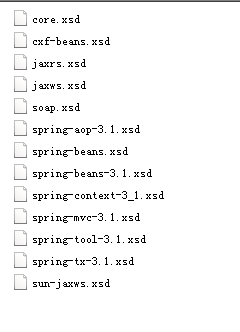 core.xsd
cxf-beans.xsd
jaxrs.xsd
jaxws.xsd
soap.xsd
spring-aop-3.1.xsd
spring-beans.xsd
spring-beans-3.1.xsd
spring-context-3_1.xsd
spring-mvc-3.1.xsd
spring-tool-3.1.xsd
spring-tx-3.1.xsd
sun-jaxws.xsd